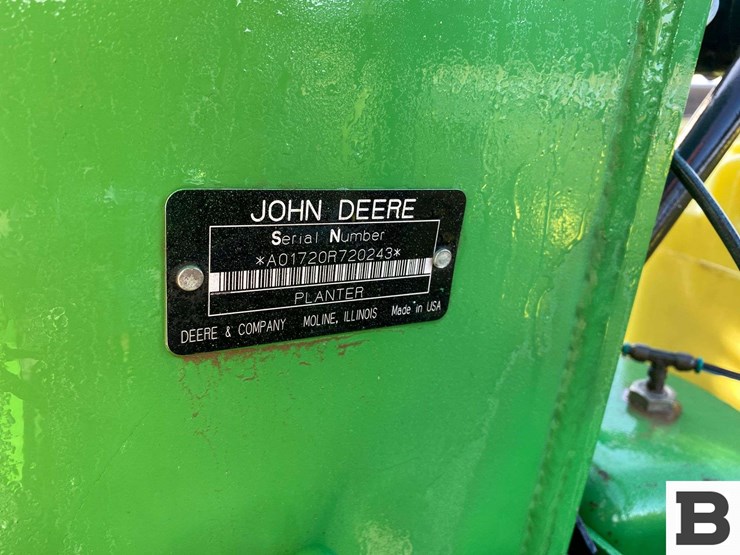 JOHN DEERE
Serial Number
*A01720R720243*
PLANTER
DEERE & COMPANY MOLINE, ILLINOIS Made in USA
B